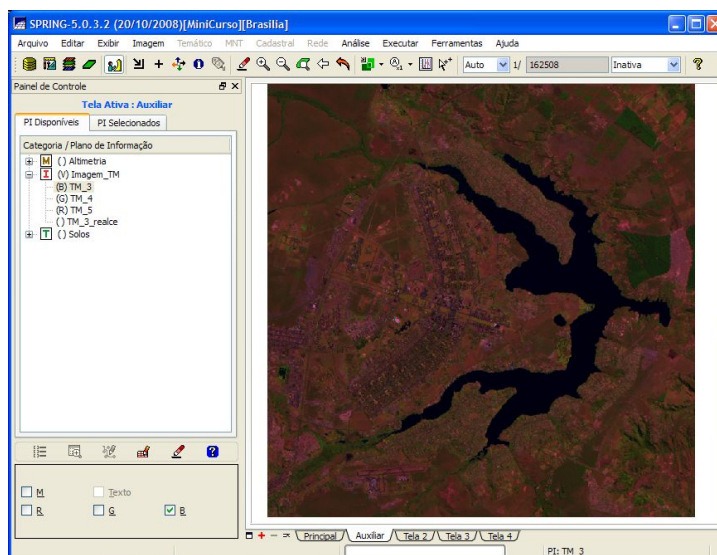 SPRING-5.0.3.2 (20/10/2008)[MiniCurso][Brasilia]
Arquivo Editar Exibir Imagem Temático MNT Cadastral Rede Análise Executar Ferramentas Ajuda
Auto 1/ 162508 Inativa
Painel de Controle
Tela Ativa : Auxiliar
PI Disponíveis PI Selecionados
Categoria / Plano de Informação
M () Altimetria
I (V) Imagem_TM
(B) TM_3
(G) TM_4
(R) TM_5
() TM_3_realce
T () Solos
M Texto
R G B
Principal Auxiliar Tela 2 Tela 3 Tela 4
PI: TM_3